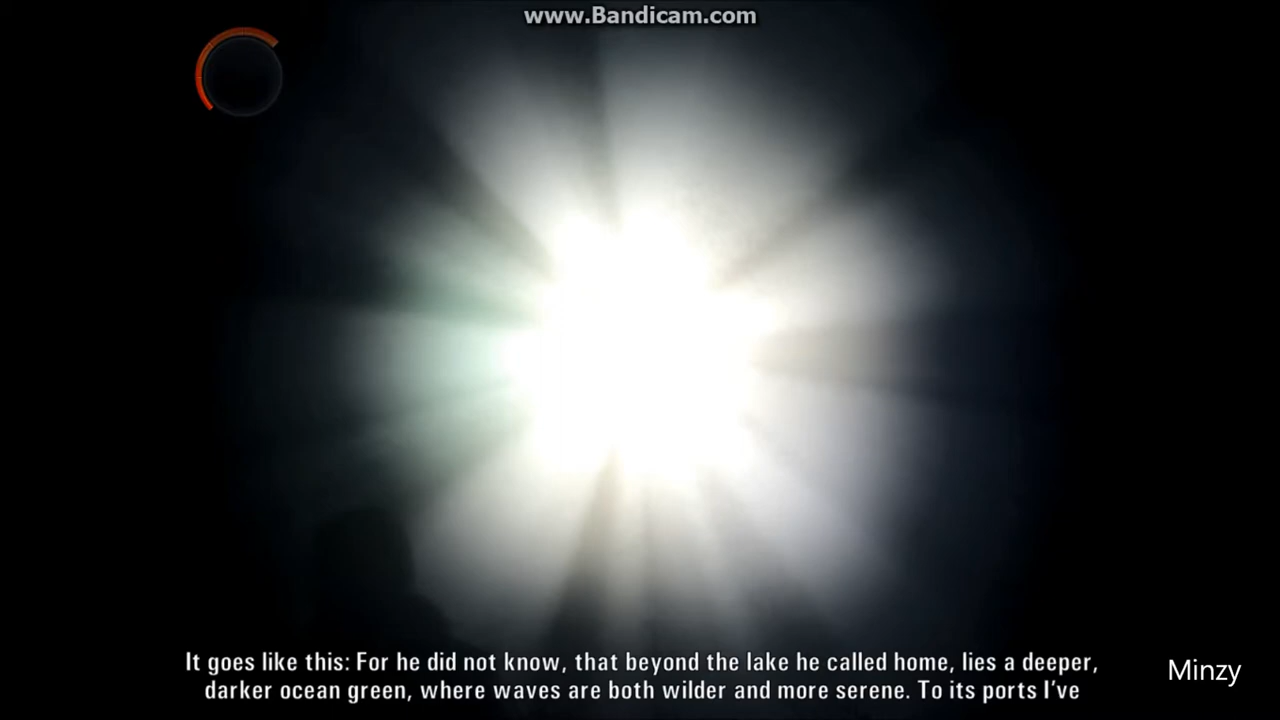 www.Bandicam.com
It goes like this: For he did not know, that beyond the lake he called home, lies a deeper,
darker ocean green, where waves are both wilder and more serene. To its ports I've
Minzy